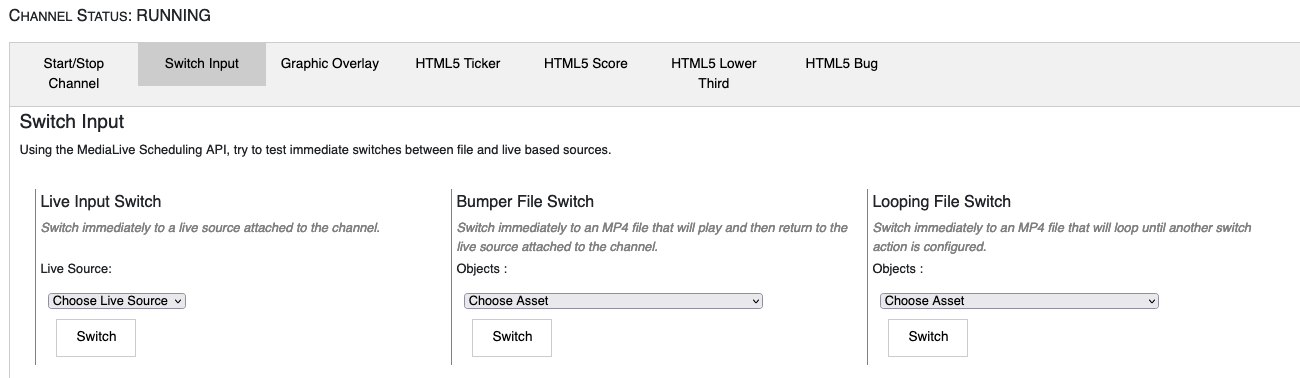 CHANNEL STATUS: RUNNING
Start/Stop Channel
Switch Input
Graphic Overlay
HTML5 Ticker
HTML5 Score
HTML5 Lower Third
HTML5 Bug
Switch Input
Using the MediaLive Scheduling API, try to test immediate switches between file and live based sources.
Live Input Switch
Switch immediately to a live source attached to the channel.
Live Source:
Choose Live Source
Switch
Bumper File Switch
Switch immediately to an MP4 file that will play and then return to the
live source attached to the channel.
Objects :
Choose Asset
Switch
Looping File Switch
Switch immediately to an MP4 file that will loop until another switch
action is configured.
Objects :
Choose Asset
Switch